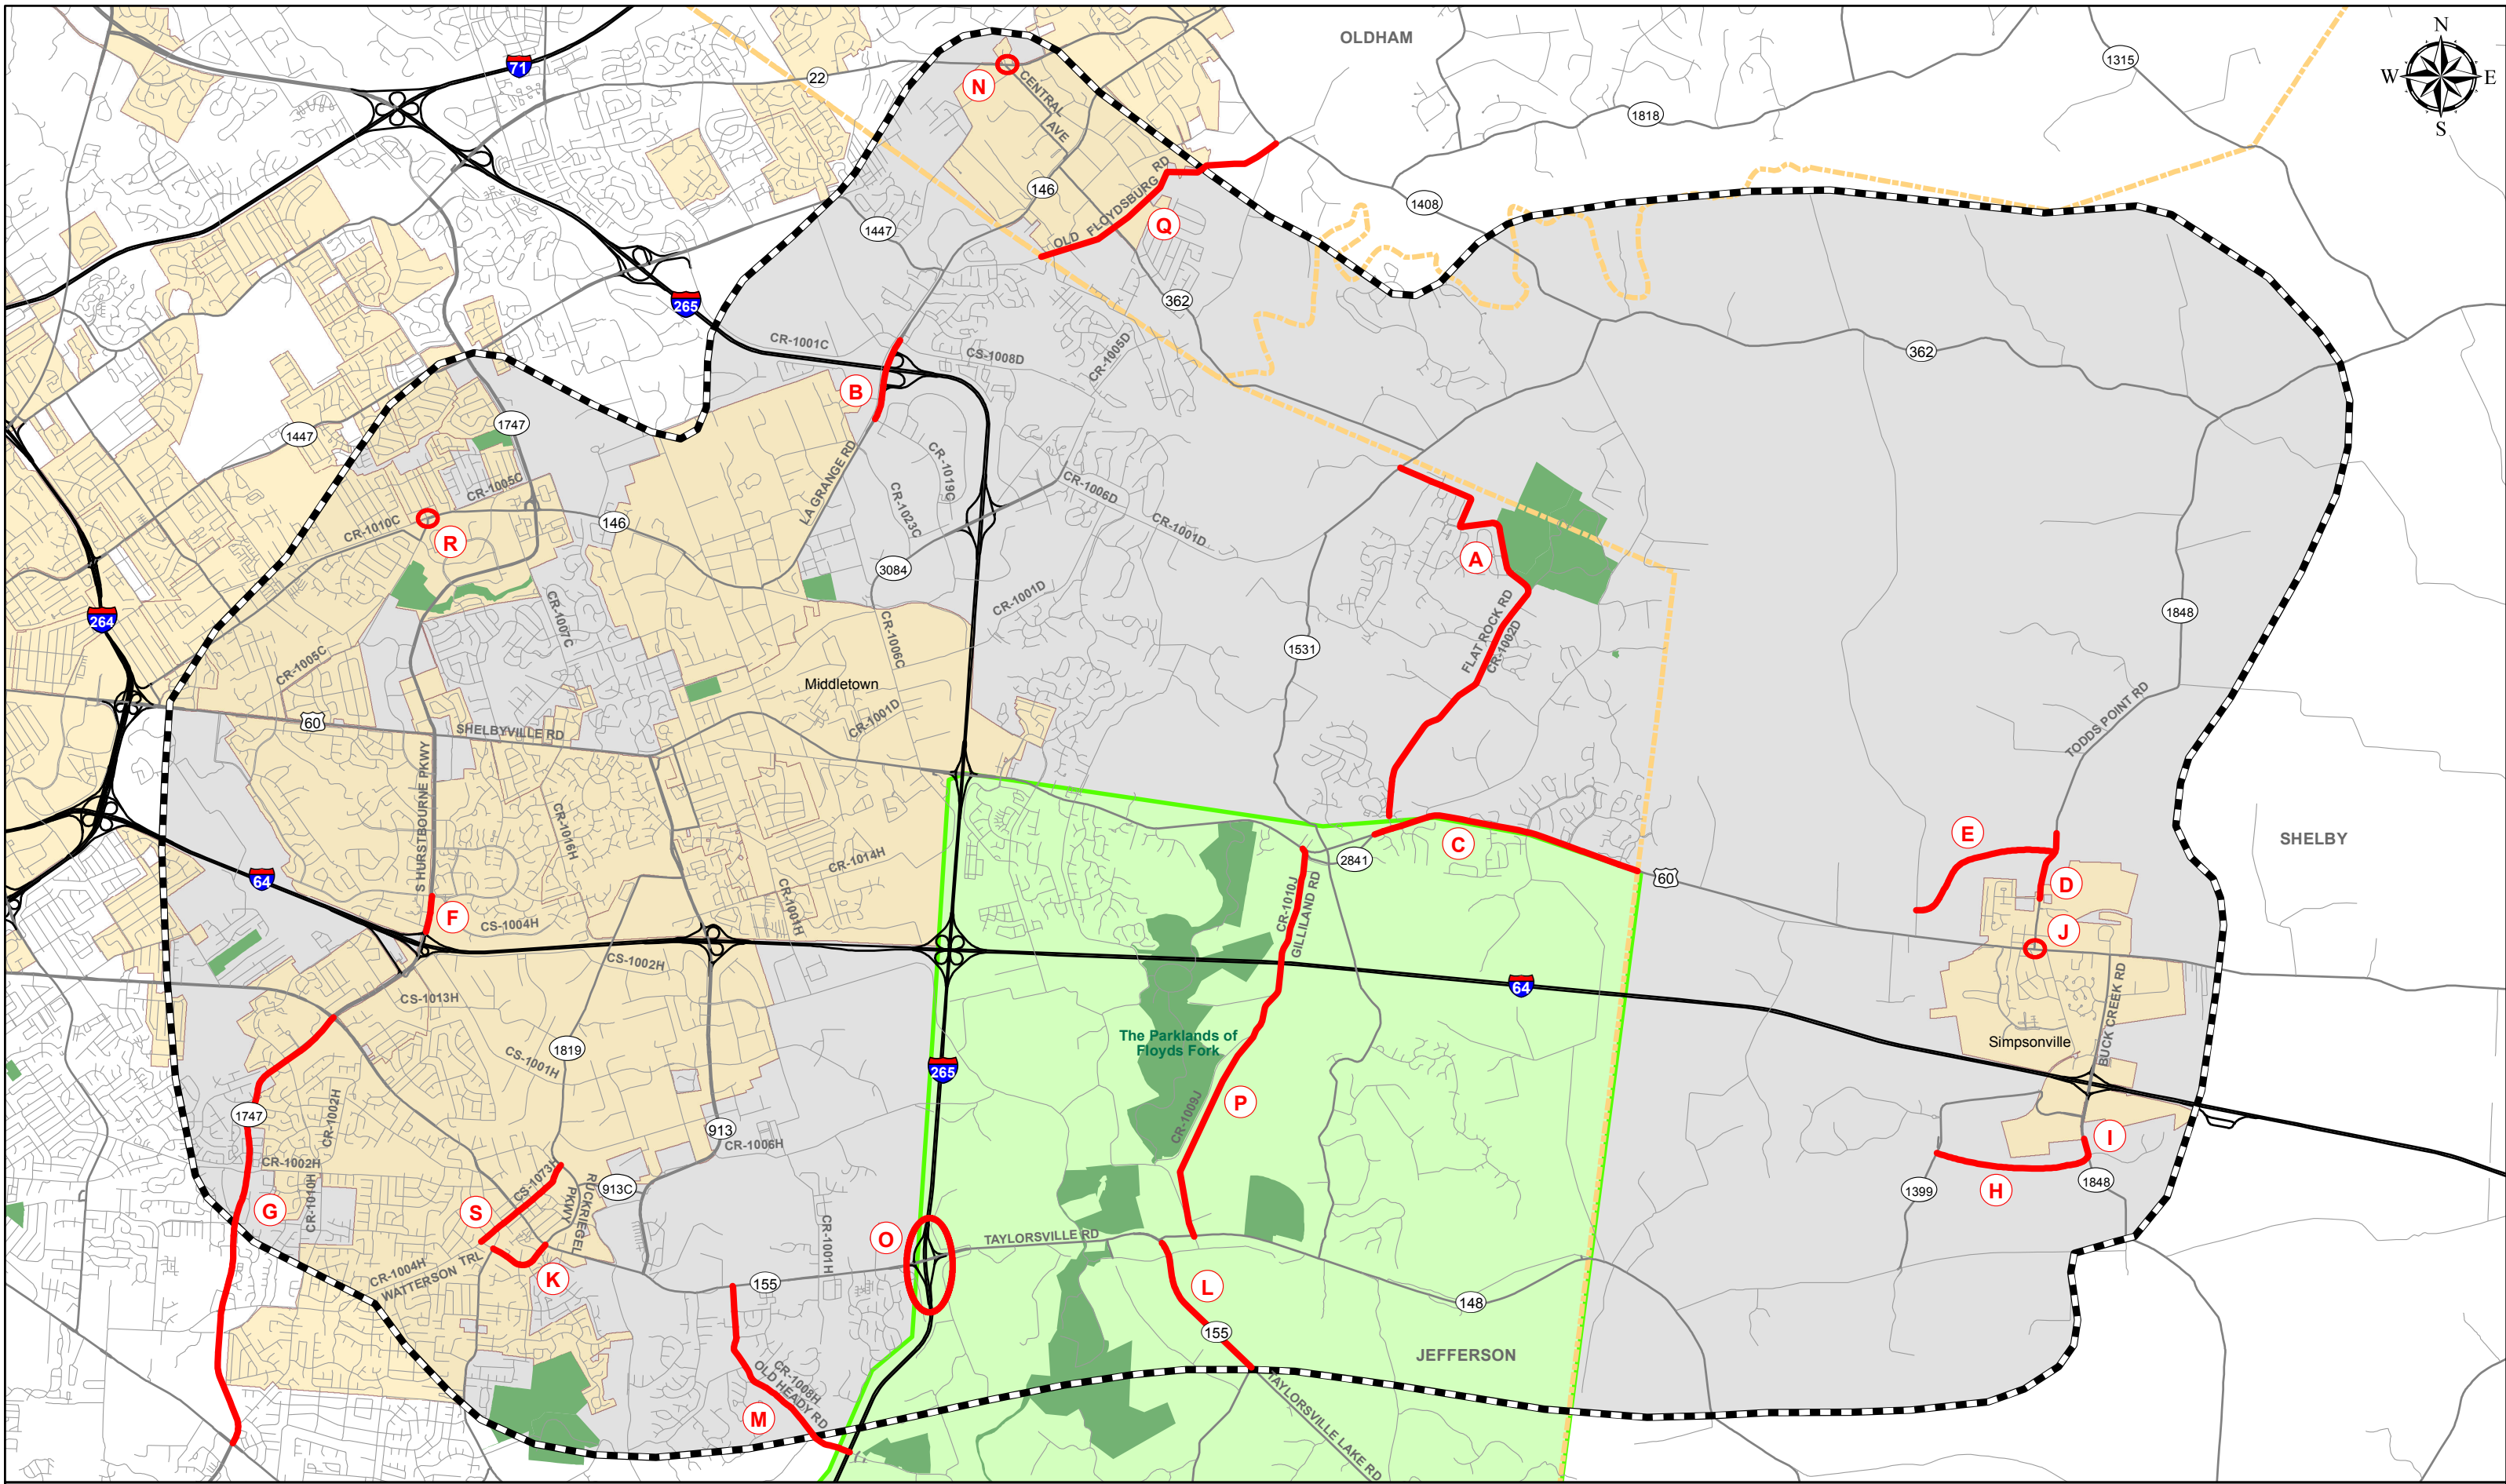 OLDHAM
N
W
E
S
71
22
N
CENTRAL
AVE
1315
1818
146
OLD
FLOYDSBURG
RD
Q
1408
1447
265
362
CR-1001C
CS-1008D
CR-1005D
362
B
1447
1747
LA GRANGE RD
CR-1019C
CR-1005C
CR-1023C
CR-1006D
CR-1010C
R
146
CR-1001D
A
3084
264
CR-1007C
CR-1001D
FLAT ROCK RD
CR-1002D
1848
CR-1006C
1531
CR-1005C
Middletown
60
CR-1001D
SHELBYVILLE RD
TODDS POINT RD
S HURSTBOURNE PKWY
CR-1016H
E
SHELBY
C
2841
CR-1014H
64
60
D
CR-1001H
CR-1010J
GILLILAND RD
F
CS-1004H
J
CS-1002H
64
CS-1013H
BUCK CREEK RD
The Parklands of
Floyds Fork
Simpsonville
1819
CS-1001H
265
P
1747
CR-1002H
CR-1009J
913
CR-1006H
I
CR-1002H
CS-1073H
913C
RUCKRIEGEL
PKWY
1399
H
1848
G
CR-1010H
S
CR-1001H
O
TAYLORSVILLE RD
CR-1004H
WATTERSON TRL
K
155
L
148
155
JEFFERSON
CR-1008H
OLD HEADY RD
M
TAYLORSVILLE LAKE RD